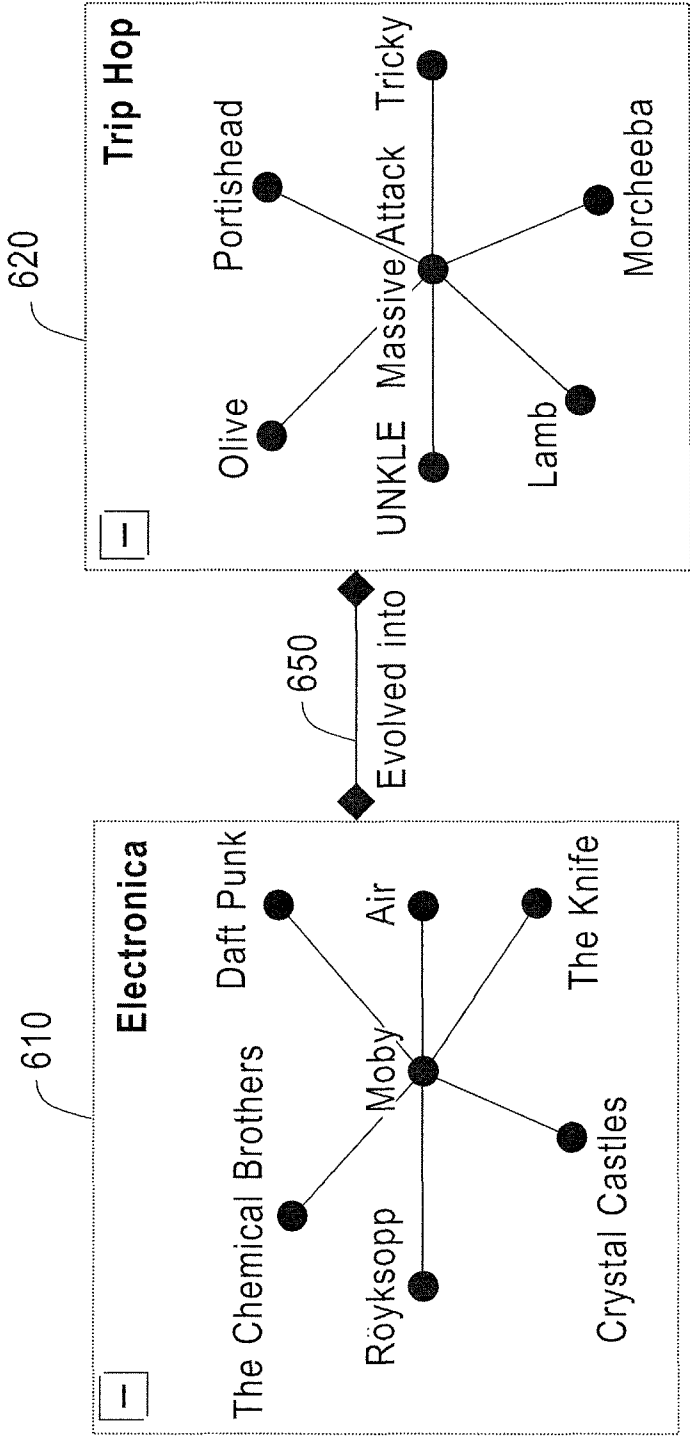 610
Electronica
The Chemical Brothers
Daft Punk
Röyksopp
Moby
Air
Crystal Castles
The Knife
650
Evolved into
620
Trip Hop
Olive
Portishead
UNKLE
Massive Attack
Tricky
Lamb
Morcheeba